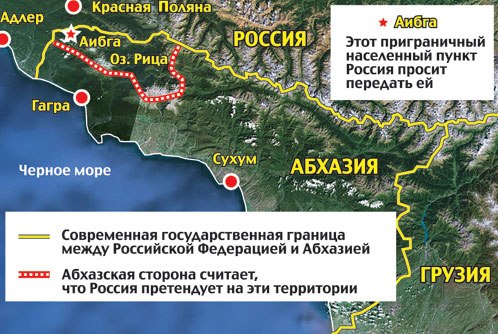 Адлер
Красная Поляна
Аибга
Оз. Рица
РОССИЯ
Аибга
Этот приграничный
населенный пункт
Россия просит
передать ей
Гагра
Черное море
Сухум
АБХАЗИЯ
ГРУЗИЯ
Современная государственная граница
между Российской Федерацией и Абхазией
Абхазская сторона считает,
что Россия претендует на эти территории